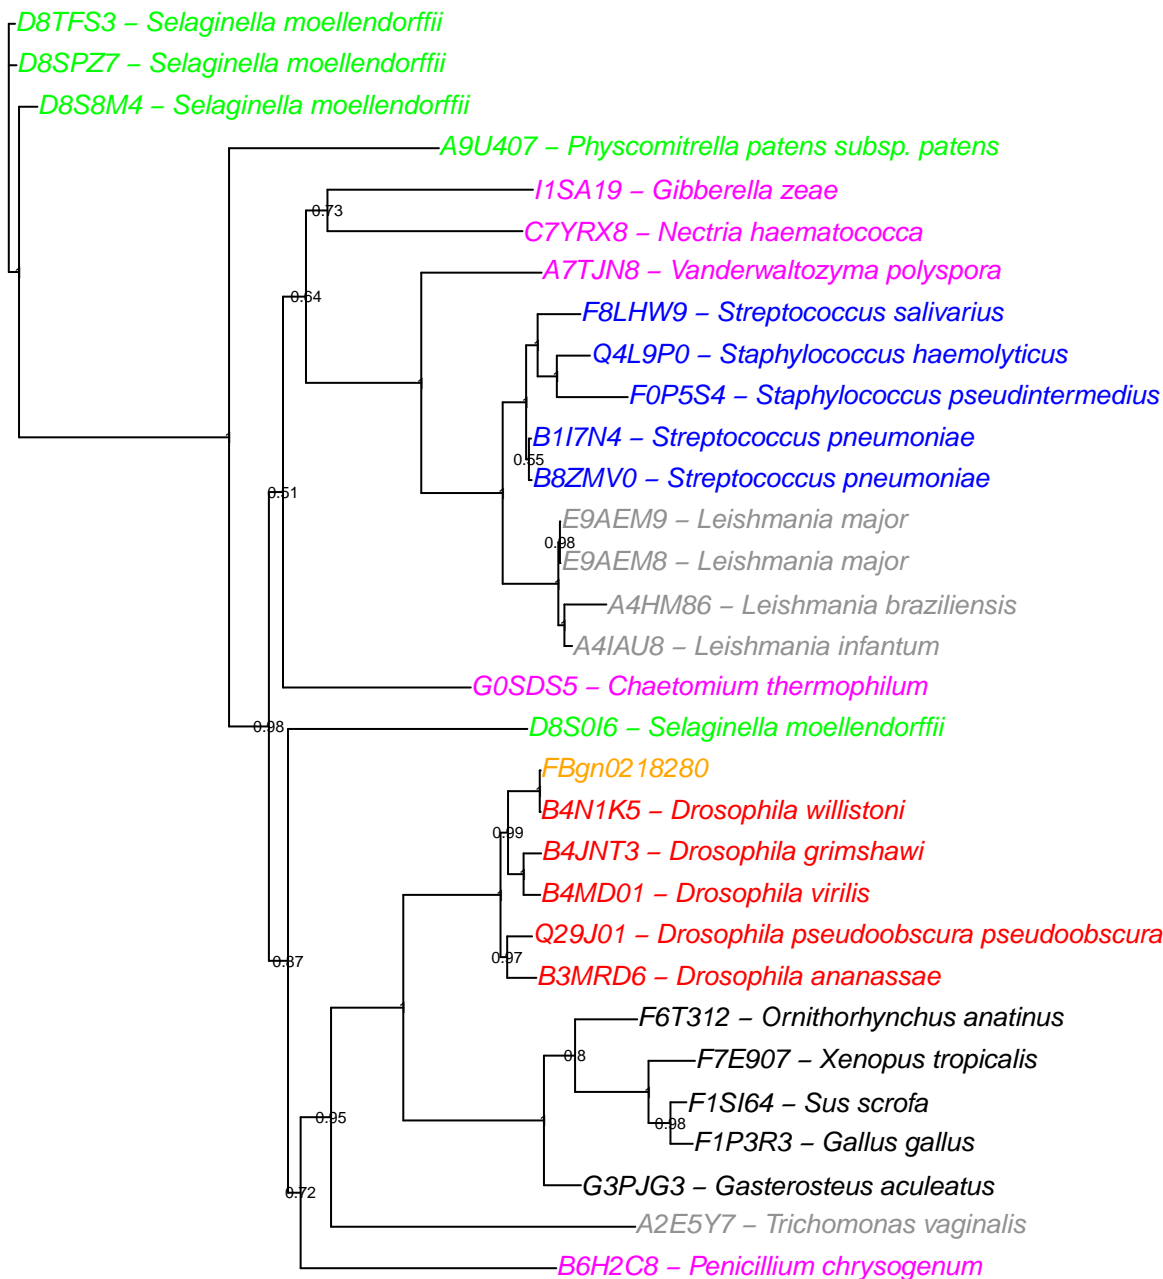 D8TFS3 – Selaginella moellendorffii
D8SPZ7 – Selaginella moellendorffii
D8S8M4 – Selaginella moellendorffii
A9U407 – Physcomitrella patens subsp. patens
I1SA19 – Gibberella zeae
0.73
C7YRX8 – Nectria haematococca
A7TJN8 – Vanderwaltozyma polyspora
0.64
F8LHW9 – Streptococcus salivarius
Q4L9P0 – Staphylococcus haemolyticus
F0P5S4 – Staphylococcus pseudintermedius
B1I7N4 – Streptococcus pneumoniae
0.55
B8ZMV0 – Streptococcus pneumoniae
0.51
E9AEM9 – Leishmania major
0.98
E9AEM8 – Leishmania major
A4HM86 – Leishmania braziliensis
A4IAU8 – Leishmania infantum
G0SDS5 – Chaetomium thermophilum
0.98
D8S0I6 – Selaginella moellendorffii
FBgn0218280
B4N1K5 – Drosophila willistoni
0.99
B4JNT3 – Drosophila grimshawi
B4MD01 – Drosophila virilis
Q29J01 – Drosophila pseudoobscura pseudoobscura
0.97
0.87
B3MRD6 – Drosophila ananassae
F6T312 – Ornithorhynchus anatinus
0.8
F7E907 – Xenopus tropicalis
F1SI64 – Sus scrofa
0.95
0.98
F1P3R3 – Gallus gallus
G3PJG3 – Gasterosteus aculeatus
0.72
A2E5Y7 – Trichomonas vaginalis
B6H2C8 – Penicillium chrysogenum